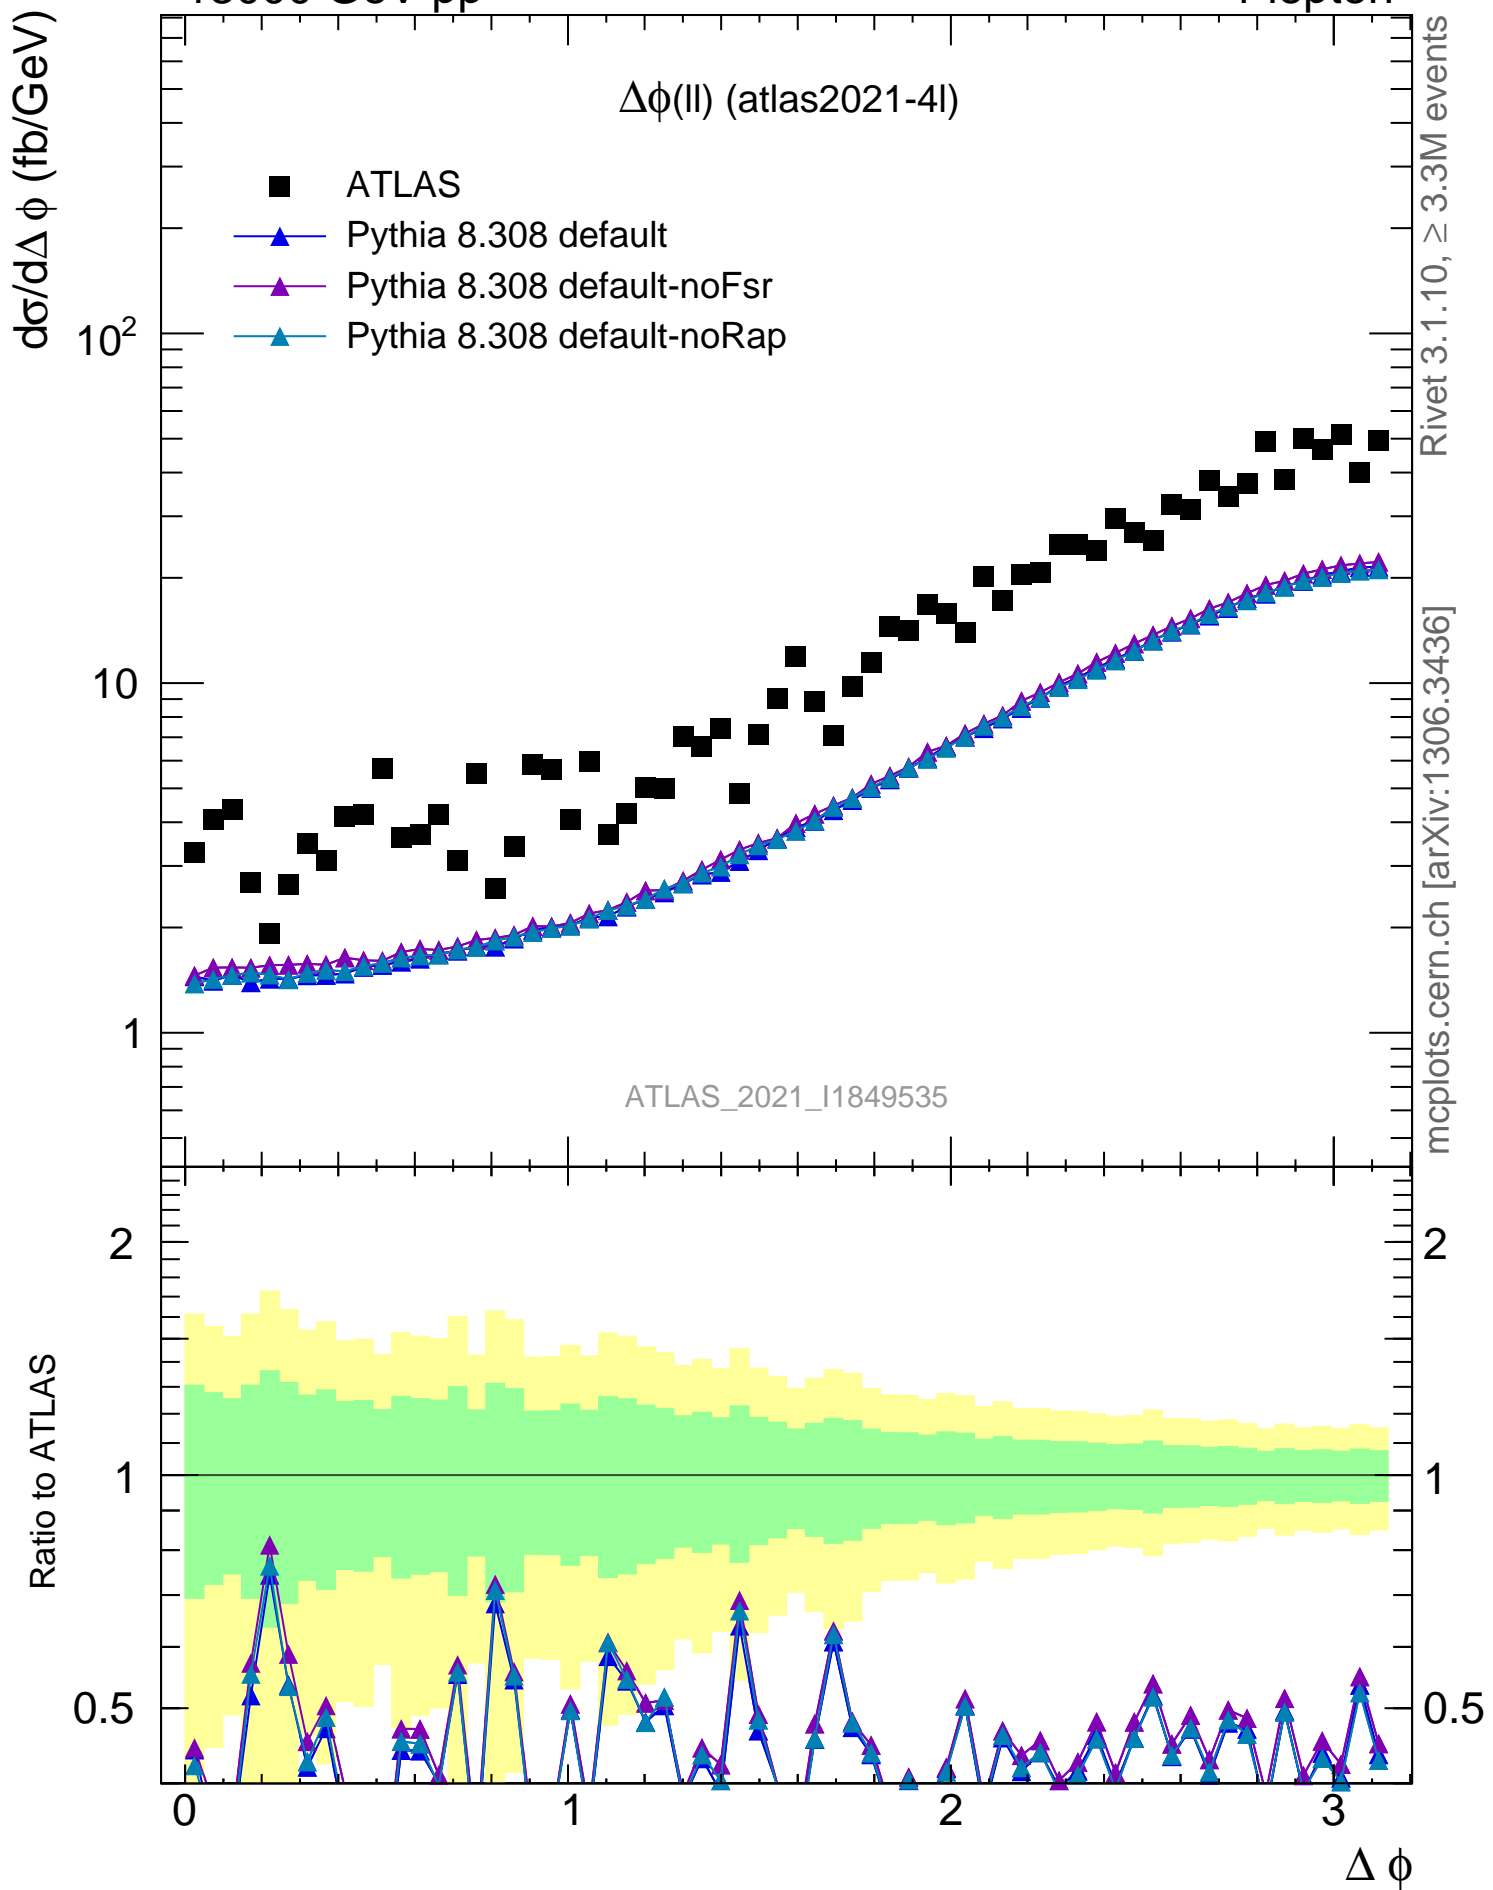 dσ/dΔ ϕ (fb/GeV)
Δϕ(ll) (atlas2021-4l)
ATLAS
Pythia 8.308 default
Pythia 8.308 default-noFsr
Pythia 8.308 default-noRap
10²
10
1
ATLAS_2021_I1849535
Rivet 3.1.10, ≥ 3.3M events
mcplots.cern.ch [arXiv:1306.3436]
Ratio to ATLAS
2
1
0.5
2
1
0.5
0
1
2
3
Δ ϕ